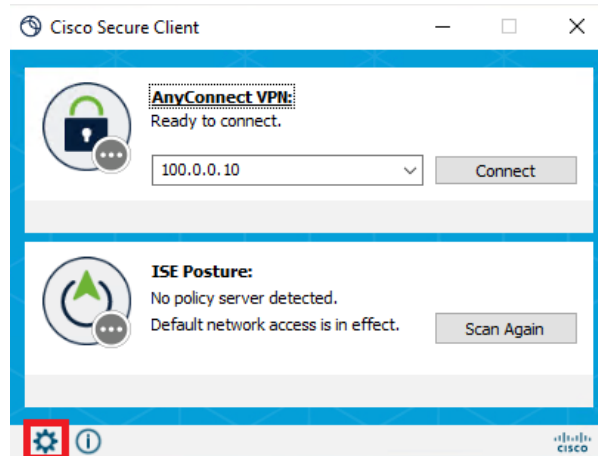 Cisco Secure Client
AnyConnect VPN:
Ready to connect.
100.0.0.10
Connect
ISE Posture:
No policy server detected.
Default network access is in effect.
Scan Again
CISCO